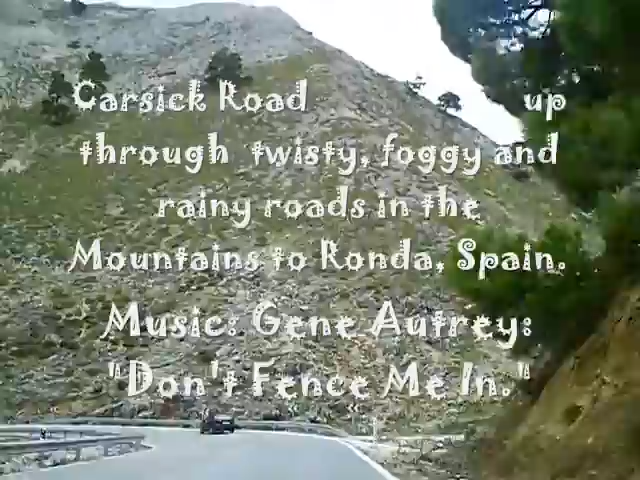 Carsick Road up
through twisty, foggy and
rainy roads in the
Mountains to Ronda, Spain.
Music: Gene Autrey:
"Don't Fence Me In."